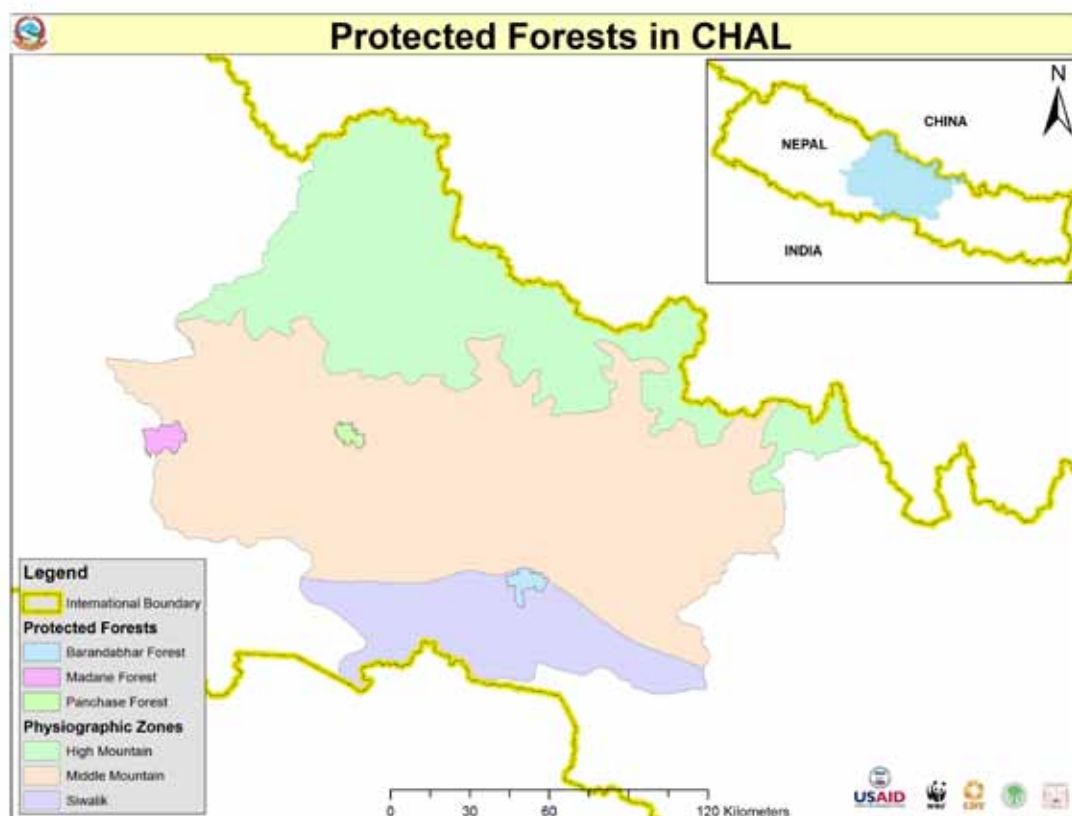 Protected Forests in CHAL
N
CHINA
NEPAL
INDIA
Legend
International Boundary
Protected Forests
Barandabhar Forest
Madane Forest
Panchase Forest
Physiographic Zones
High Mountain
Middle Mountain
Siwalik
0 30 60 120 Kilometers
USAID
WWF